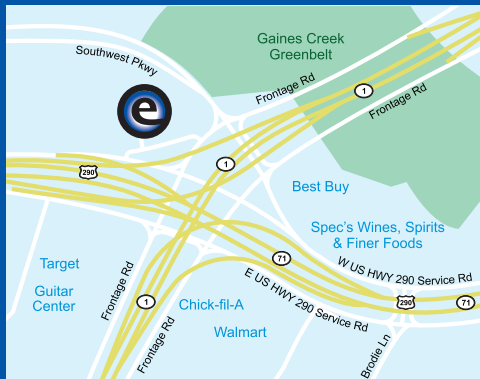 Gaines Creek
Greenbelt
Southwest Pkwy
Frontage Rd
1
Frontage Rd
e
1
290
Best Buy
Spec's Wines, Spirits
& Finer Foods
71
W US HWY 290 Service Rd
Target
Guitar
Center
Frontage Rd
1
Chick-fil-A
Walmart
E US HWY 290 Service Rd
290
71
Frontage Rd
Brodie Ln